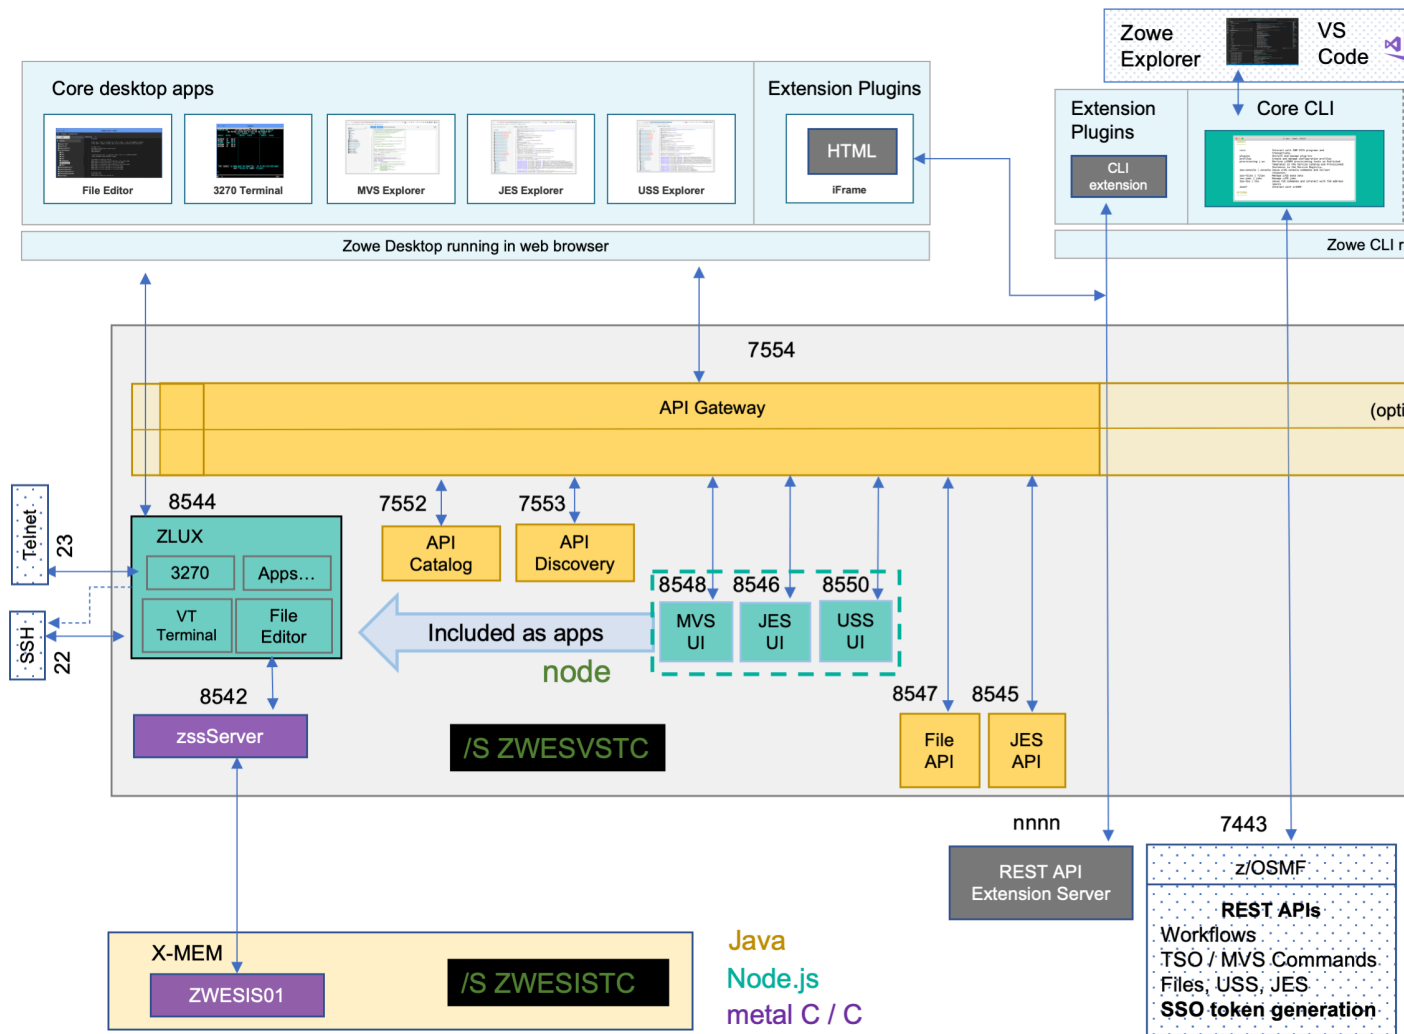 Zowe
Explorer
VS
Code
Core desktop apps
Extension Plugins
File Editor
3270 Terminal
MVS Explorer
JES Explorer
USS Explorer
HTML
iFrame
Extension
Plugins
Core CLI
CLI
extension
Zowe Desktop running in web browser
Zowe CLI r
7554
API Gateway
(opti
Telnet
23
SSH
22
8544
ZLUX
3270
Apps...
VT
Terminal
File
Editor
7552
API
Catalog
7553
API
Discovery
8548
8546
8550
MVS
UI
JES
UI
USS
UI
Included as apps
node
8542
zssServer
/S ZWESVSTC
8547
8545
File
API
JES
API
nnnn
REST API
Extension Server
7443
z/OSMF
REST APIs
Workflows
TSO / MVS Commands
Files, USS, JES
SSO token generation
X-MEM
ZWESIS01
/S ZWESISTC
Java
Node.js
metal C / C